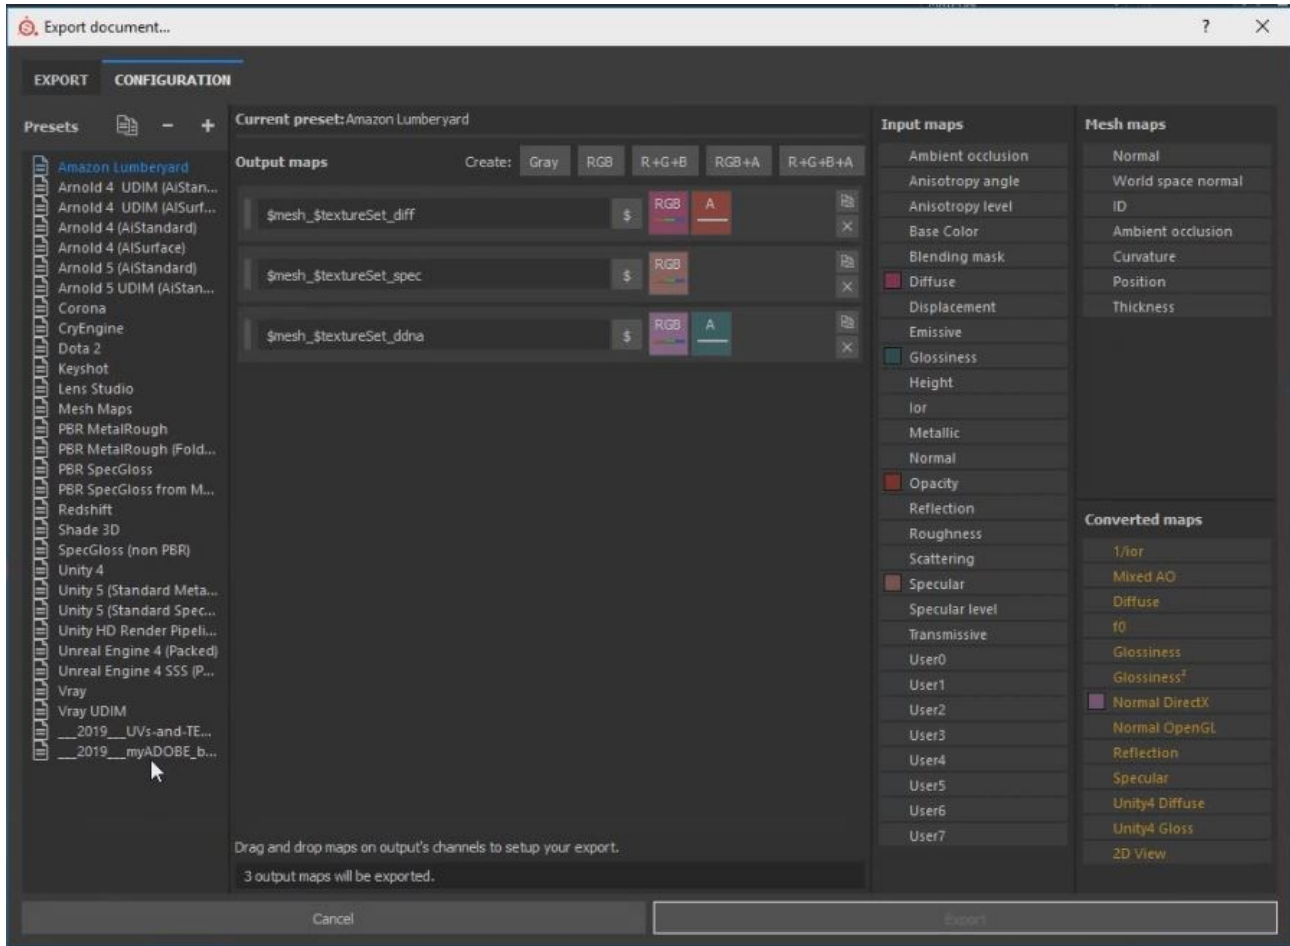 Export document...
?
EXPORT
CONFIGURATION
Presets
Amazon Lumberyard
Arnold 4 UDIM (AiStan...
Arnold 4 UDIM (AlSurf...
Arnold 4 (AiStandard)
Arnold 4 (AlSurface)
Arnold 5 (AiStandard)
Arnold 5 UDIM (AiStan...
Corona
CryEngine
Dota 2
Keyshot
Lens Studio
Mesh Maps
PBR MetalRough
PBR MetalRough (Fold...
PBR SpecGloss
PBR SpecGloss from M...
Redshift
Shade 3D
SpecGloss (non PBR)
Unity 4
Unity 5 (Standard Meta...
Unity 5 (Standard Spec...
Unity HD Render Pipeli...
Unreal Engine 4 (Packed)
Unreal Engine 4 SSS (P...
Vray
Vray UDIM
___2019___UVs-and-TE...
___2019___myADOBE_b...
Current preset: Amazon Lumberyard
Output maps Create: Gray RGB R+G+B RGB+A R+G+B+A
$mesh_$textureSet_diff $ RGB A
$mesh_$textureSet_spec $ RGB
$mesh_$textureSet_ddna $ RGB A
Drag and drop maps on output's channels to setup your export.
3 output maps will be exported.
Input maps
Ambient occlusion
Anisotropy angle
Anisotropy level
Base Color
Blending mask
Diffuse
Displacement
Emissive
Glossiness
Height
Ior
Metallic
Normal
Opacity
Reflection
Roughness
Scattering
Specular
Specular level
Transmissive
User0
User1
User2
User3
User4
User5
User6
User7
Mesh maps
Normal
World space normal
ID
Ambient occlusion
Curvature
Position
Thickness
Converted maps
1/ior
Mixed AO
Diffuse
f0
Glossiness
Glossiness²
Normal DirectX
Normal OpenGL
Reflection
Specular
Unity4 Diffuse
Unity4 Gloss
2D View
Cancel
Export